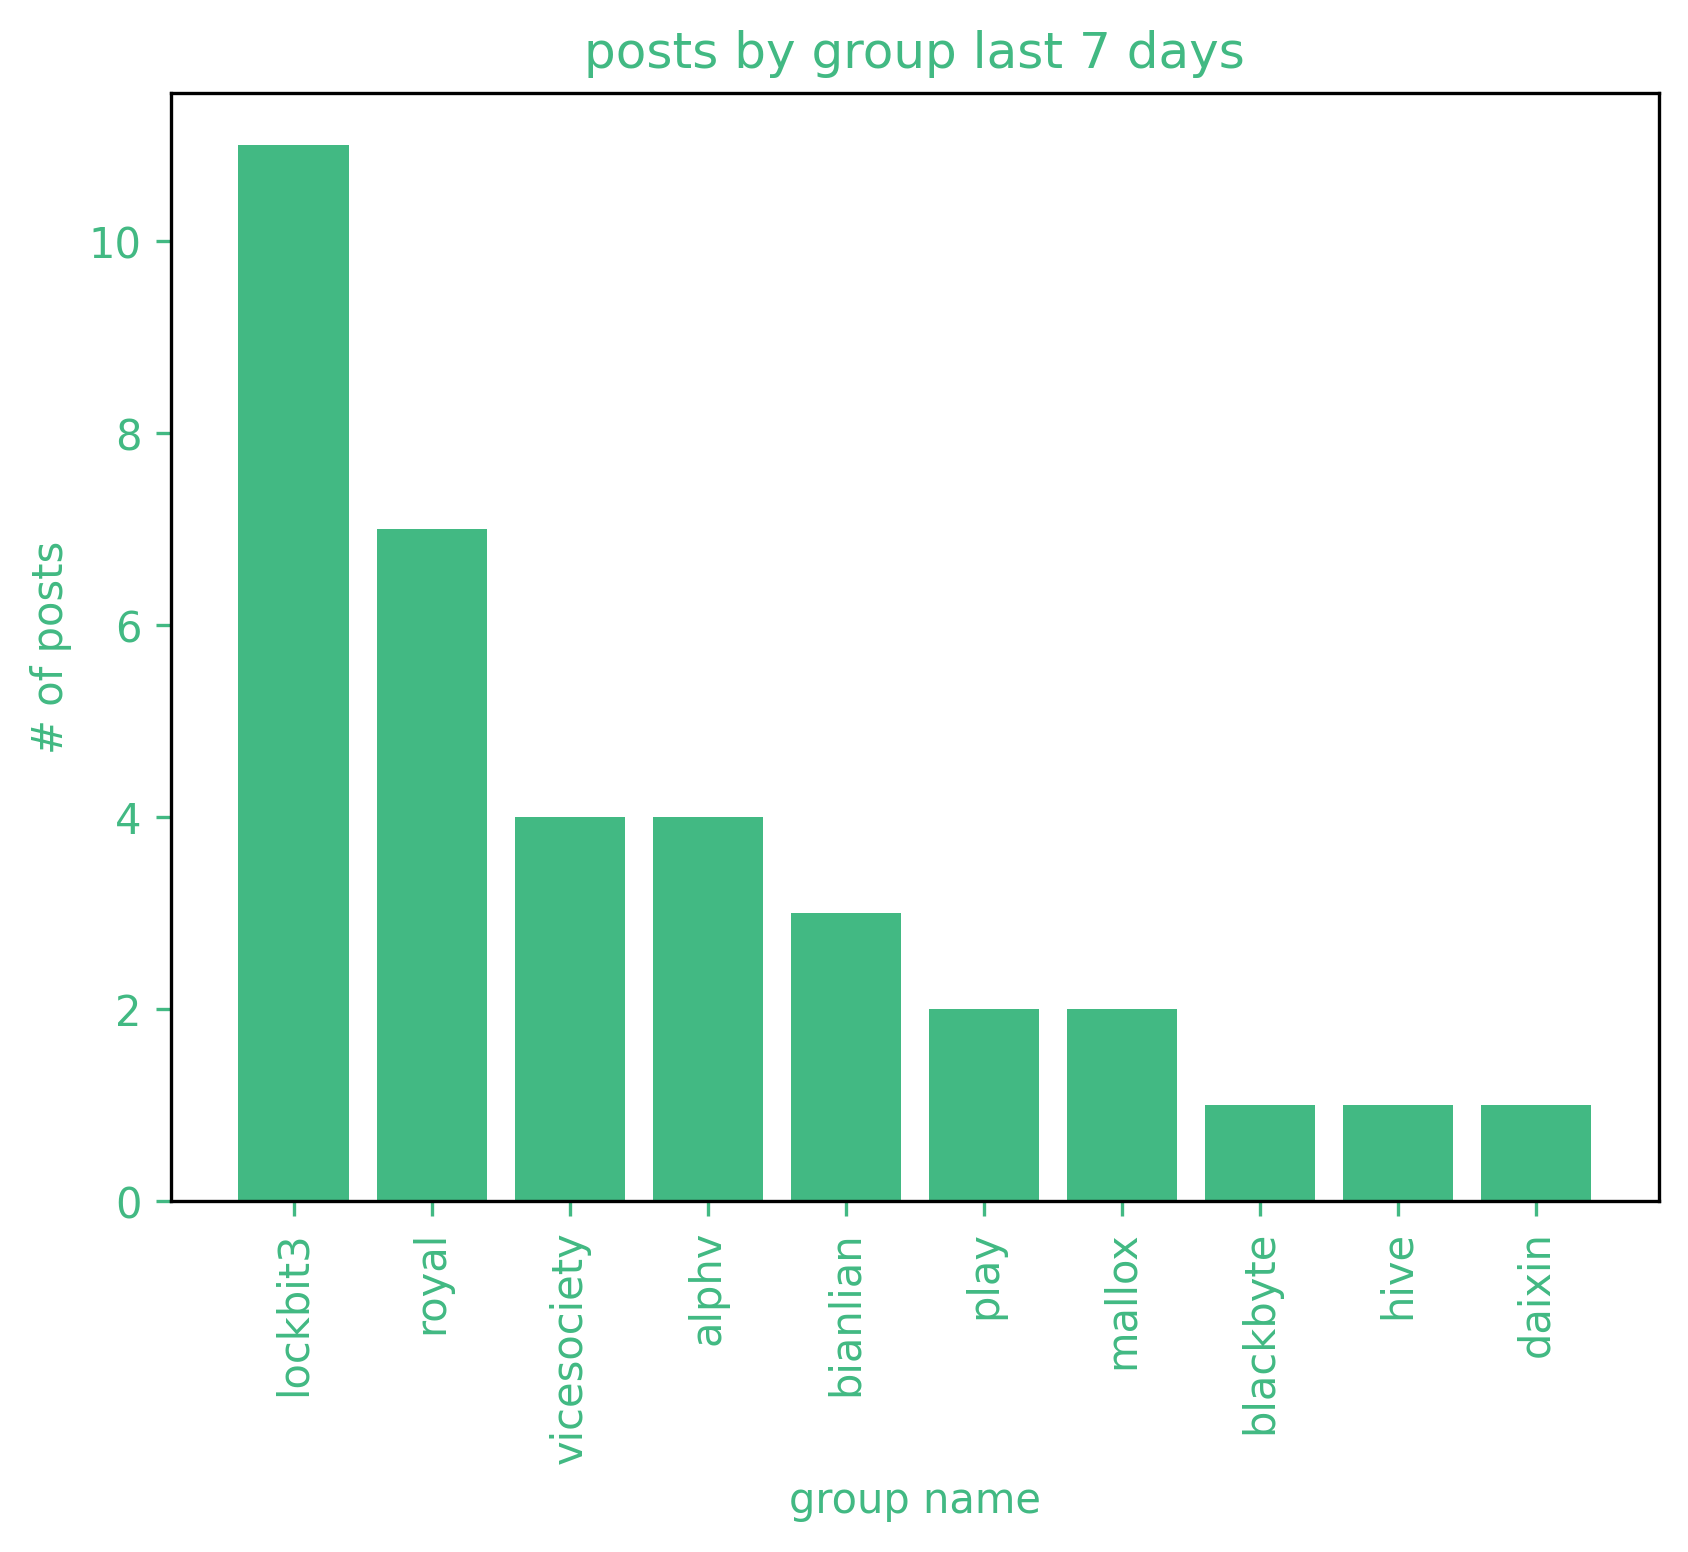 posts by group last 7 days
# of posts
10
8
6
4
2
0
lockbit3
royal
vicesociety
alphv
bianlian
play
mallox
blackbyte
hive
daixin
group name